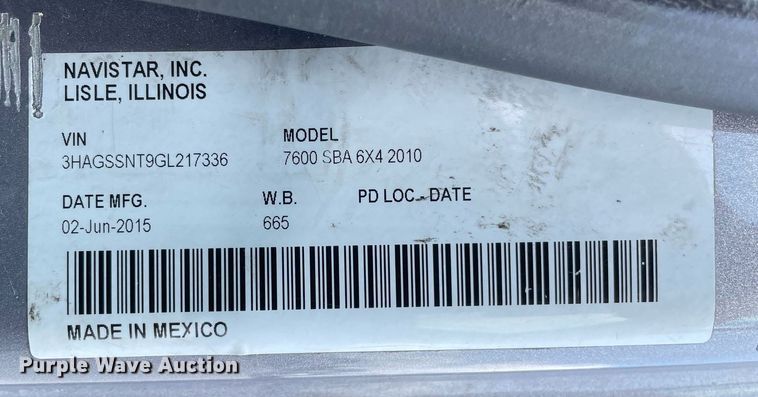 NAVISTAR, INC.
LISLE, ILLINOIS
VIN MODEL
3HAGSSNT9GL217336 7600 SBA 6X4 2010
DATE MFG. W.B. PD LOC - DATE
02-Jun-2015 665
MADE IN MEXICO
Purple Wave Auction